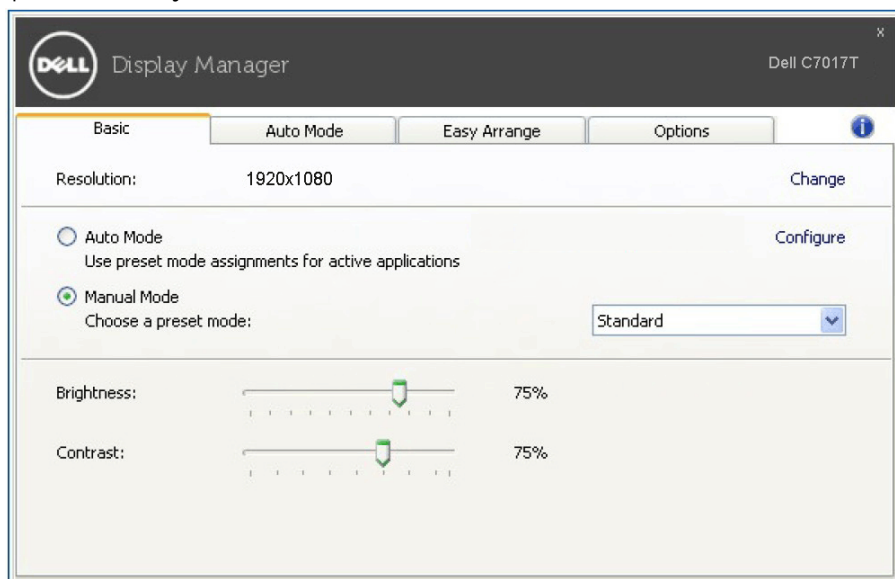 DELL Display Manager
x
Dell C7017T
Basic Auto Mode Easy Arrange Options i
Resolution: 1920x1080 Change
Auto Mode Configure
Use preset mode assignments for active applications
Manual Mode
Choose a preset mode: Standard
Brightness: 75%
Contrast: 75%